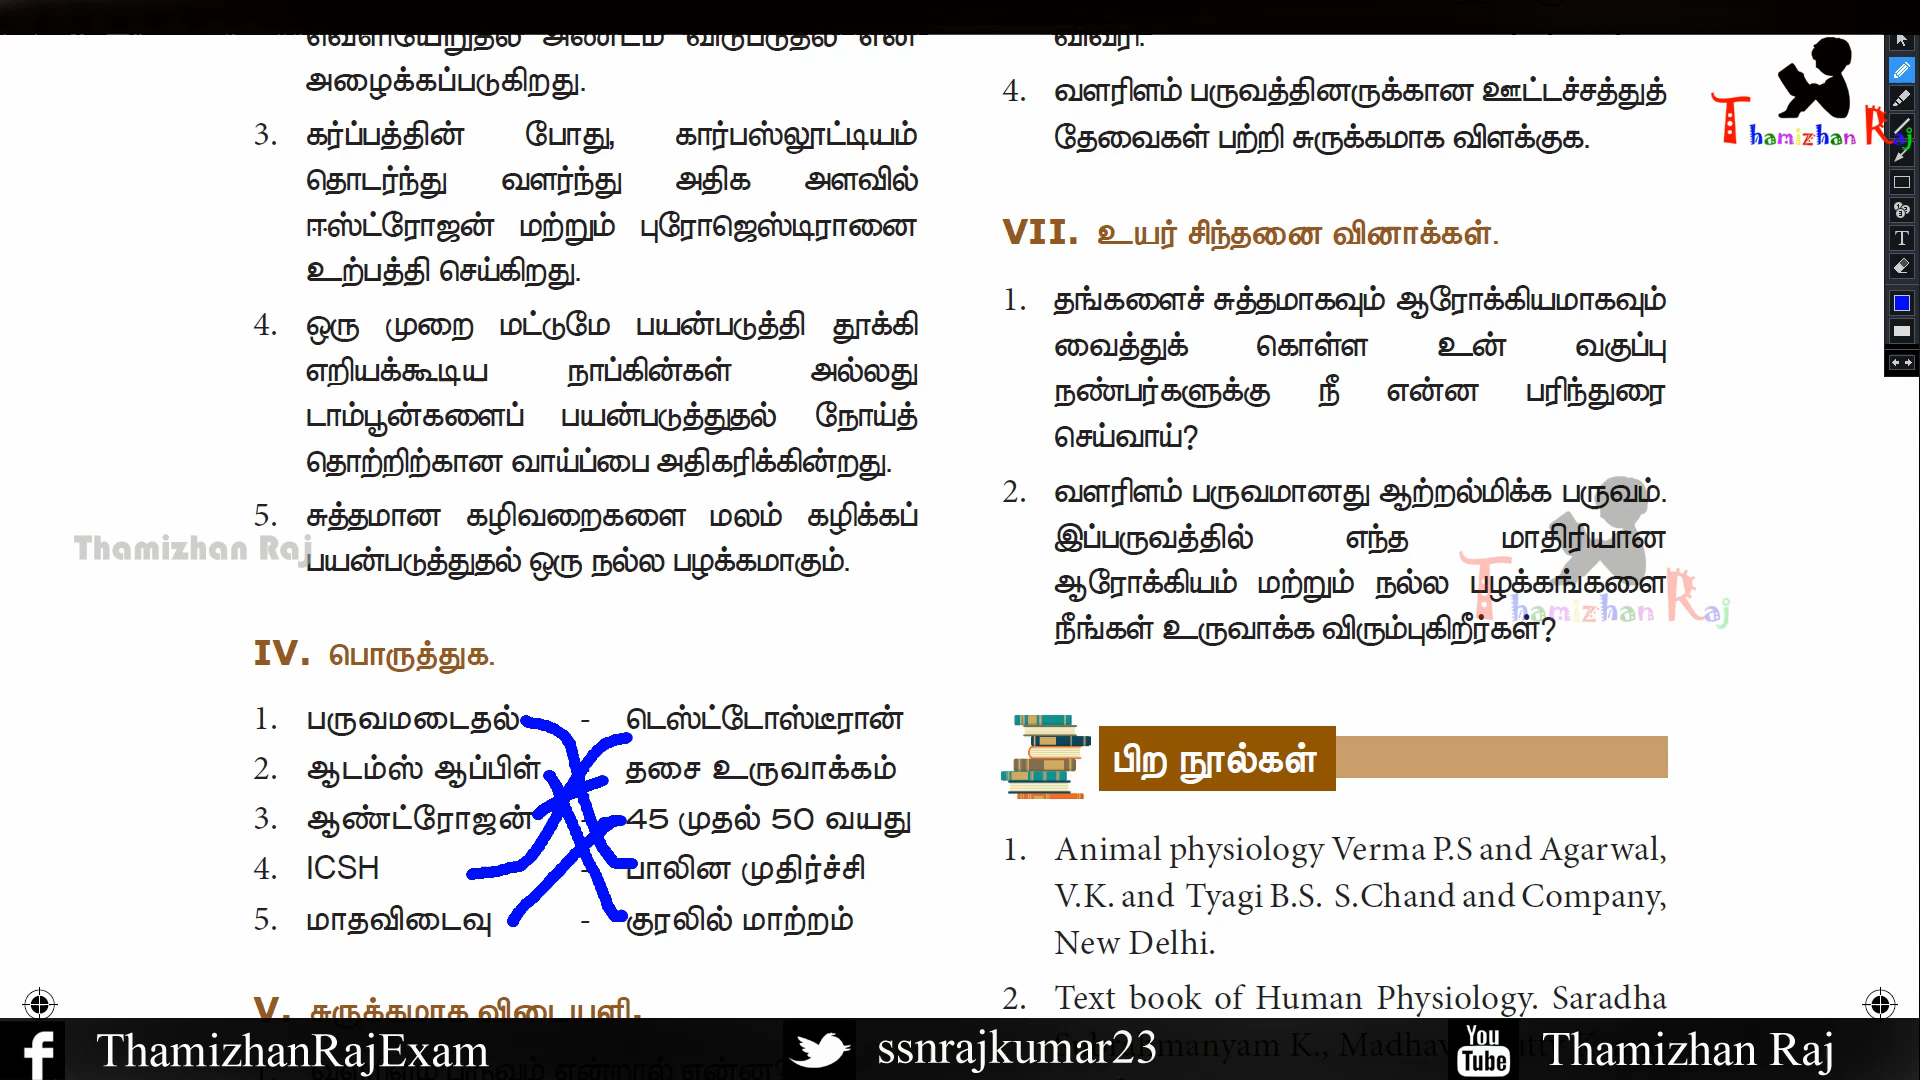 அழைக்கப்படுகிறது.
3. கர்ப்பத்தின் போது, கார்பஸ்லூட்டியம்
தொடர்ந்து வளர்ந்து அதிக அளவில்
ஈஸ்ட்ரோஜன் மற்றும் புரோஜெஸ்டிரானை
உற்பத்தி செய்கிறது.
4. ஒரு முறை மட்டுமே பயன்படுத்தி தூக்கி
எறியக்கூடிய நாப்கின்கள் அல்லது
டாம்பூன்களைப் பயன்படுத்துதல் நோய்த்
தொற்றிற்கான வாய்ப்பை அதிகரிக்கின்றது.
5. சுத்தமான கழிவறைகளை மலம் கழிக்கப்
பயன்படுத்துதல் ஒரு நல்ல பழக்கமாகும்.
Thamizhan Raj
IV. பொருத்துக.
1. பருவமடைதல் - டெஸ்ட்டோஸ்டீரான்
2. ஆடம்ஸ் ஆப்பிள் தசை உருவாக்கம்
3. ஆண்ட்ரோஜன் - 45 முதல் 50 வயது
4. ICSH - பாலின முதிர்ச்சி
5. மாதவிடைவு - குரலில் மாற்றம்
V. சுருக்கமாக விடையளி.
விவரி.
4. வளரிளம் பருவத்தினருக்கான ஊட்டச்சத்துத்
தேவைகள் பற்றி சுருக்கமாக விளக்குக.
VII. உயர் சிந்தனை வினாக்கள்.
1. தங்களைச் சுத்தமாகவும் ஆரோக்கியமாகவும்
வைத்துக் கொள்ள உன் வகுப்பு
நண்பர்களுக்கு நீ என்ன பரிந்துரை
செய்வாய்?
2. வளரிளம் பருவமானது ஆற்றல்மிக்க பருவம்.
இப்பருவத்தில் எந்த மாதிரியான
ஆரோக்கியம் மற்றும் நல்ல பழக்கங்களை
நீங்கள் உருவாக்க விரும்புகிறீர்கள்?
Thamizhan Raj
பிற நூல்கள்
1. Animal physiology Verma P.S and Agarwal,
V.K. and Tyagi B.S. S.Chand and Company,
New Delhi.
2. Text book of Human Physiology. Saradha
Thamizhan Raj
T
f ThamizhanRajExam
ssnrajkumar23
You Tube Thamizhan Raj